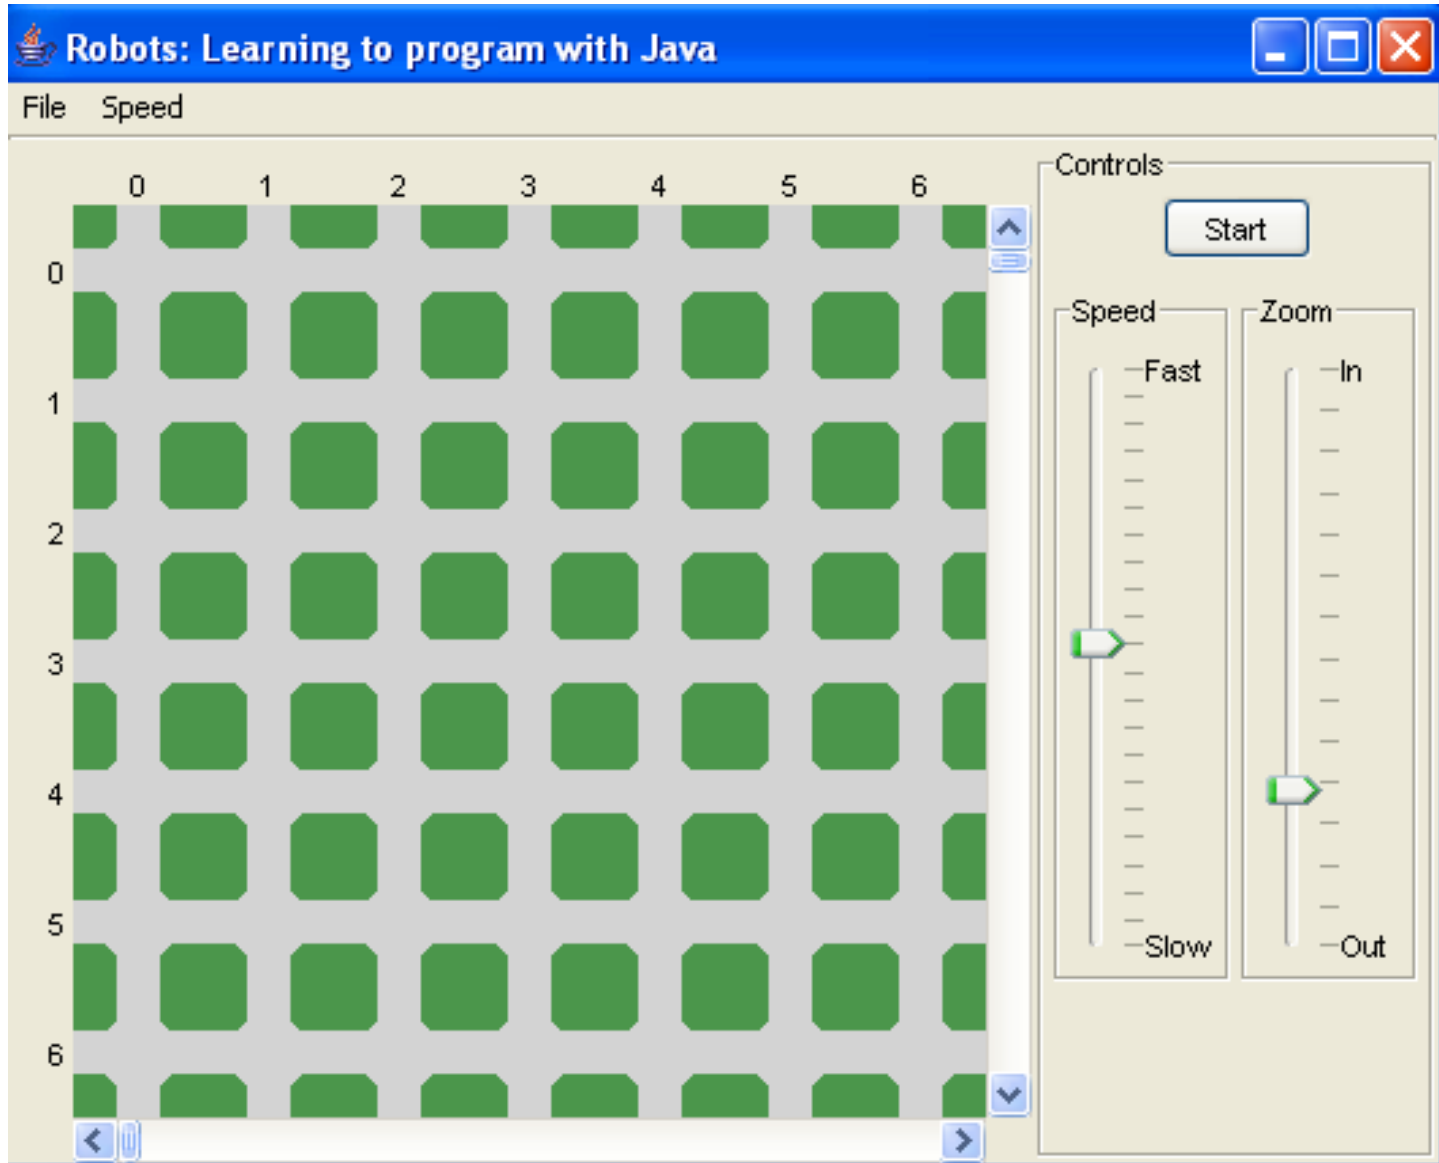 Robots: Learning to program with Java
File Speed
0 1 2 3 4 5 6
0
1
2
3
4
5
6
Controls
Start
Speed Zoom
Fast In
Slow Out